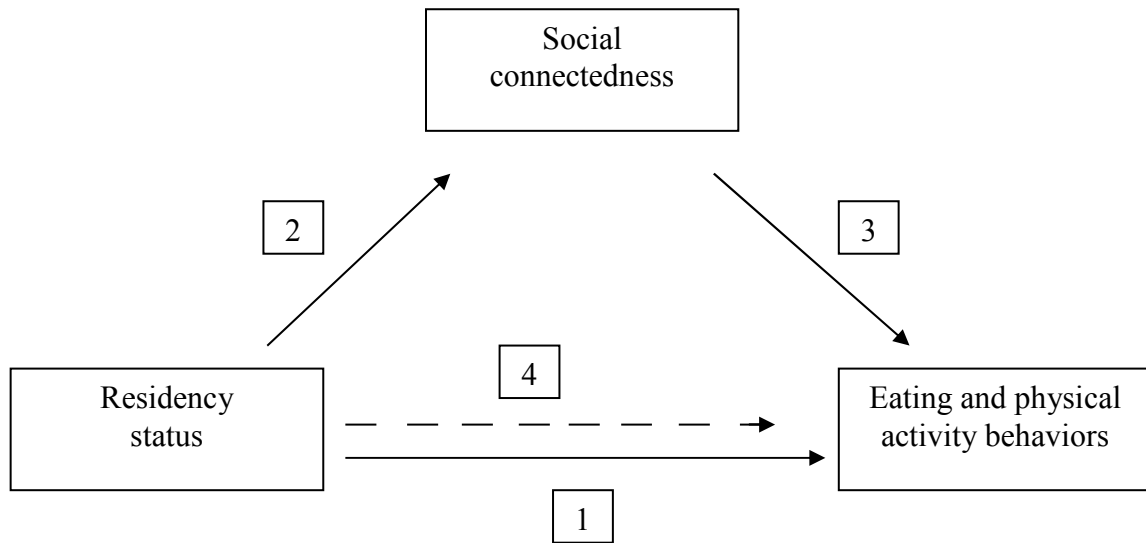 Social
connectedness
2
3
4
Residency
status
Eating and physical
activity behaviors
1